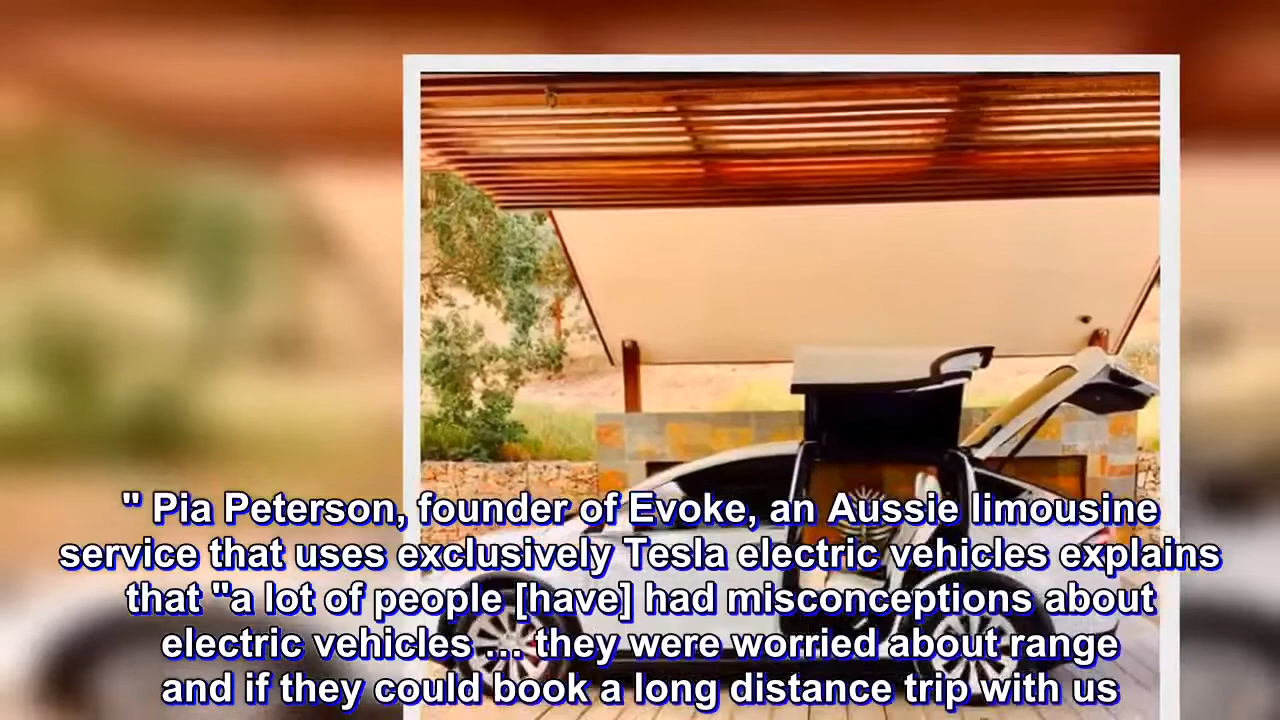 " Pia Peterson, founder of Evoke, an Aussie limousine
service that uses exclusively Tesla electric vehicles explains
that "a lot of people [have] had misconceptions about
electric vehicles … they were worried about range
and if they could book a long distance trip with us